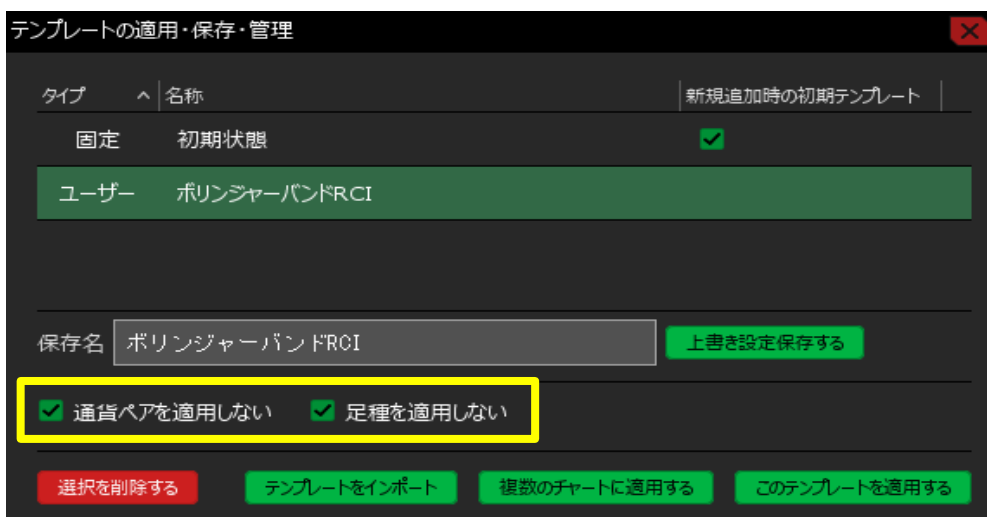 テンプレートの適用・保存・管理
タイプ 名称 新規追加時の初期テンプレート
固定 初期状態
ユーザー ボリンジャーバンドRCI
保存名 ボリンジャーバンドRCI 上書き設定保存する
通貨ペアを適用しない 足種を適用しない
選択を削除する テンプレートをインポート 複数のチャートに適用する このテンプレートを適用する